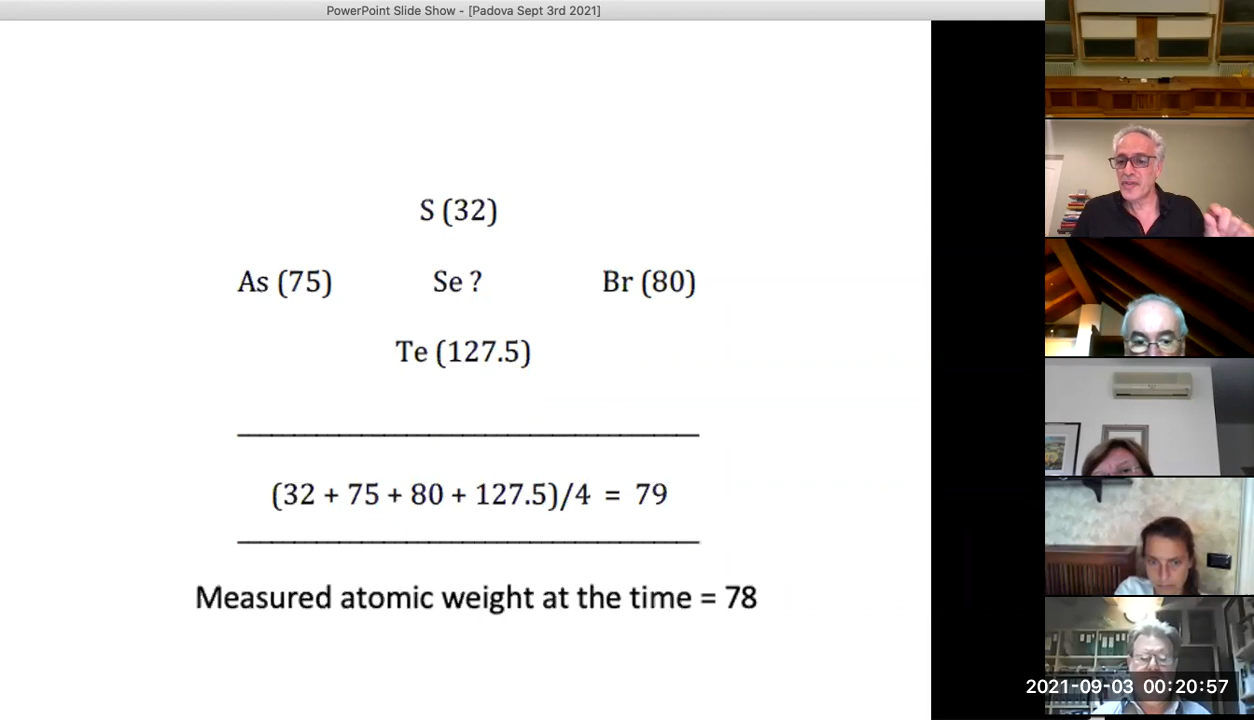 PowerPoint Slide Show - [Padova Sept 3rd 2021]
S (32)
As (75) Se ? Br (80)
Te (127.5)
(32 + 75 + 80 + 127.5)/4 = 79
Measured atomic weight at the time = 78
2021-09-03 00:20:57